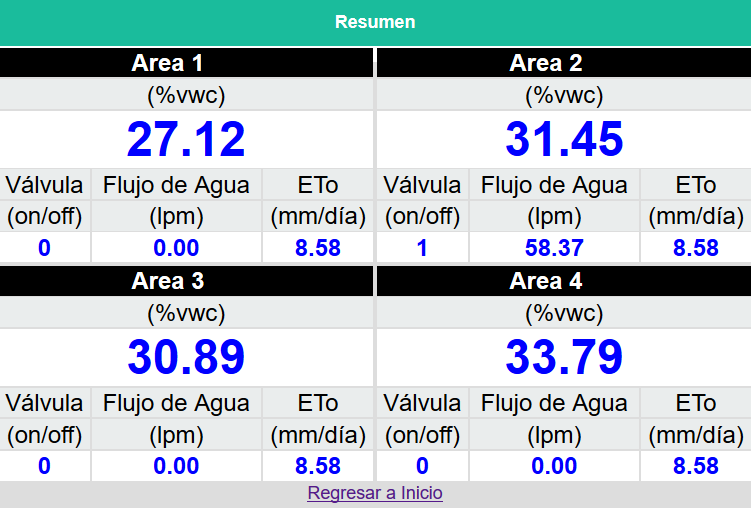 Resumen
Area 1
(%vwc)
27.12
Válvula Flujo de Agua ETo
(on/off) (lpm) (mm/día)
0 0.00 8.58
Area 2
(%vwc)
31.45
Válvula Flujo de Agua ETo
(on/off) (lpm) (mm/día)
1 58.37 8.58
Area 3
(%vwc)
30.89
Válvula Flujo de Agua ETo
(on/off) (lpm) (mm/día)
0 0.00 8.58
Area 4
(%vwc)
33.79
Válvula Flujo de Agua ETo
(on/off) (lpm) (mm/día)
0 0.00 8.58
Regresar a Inicio